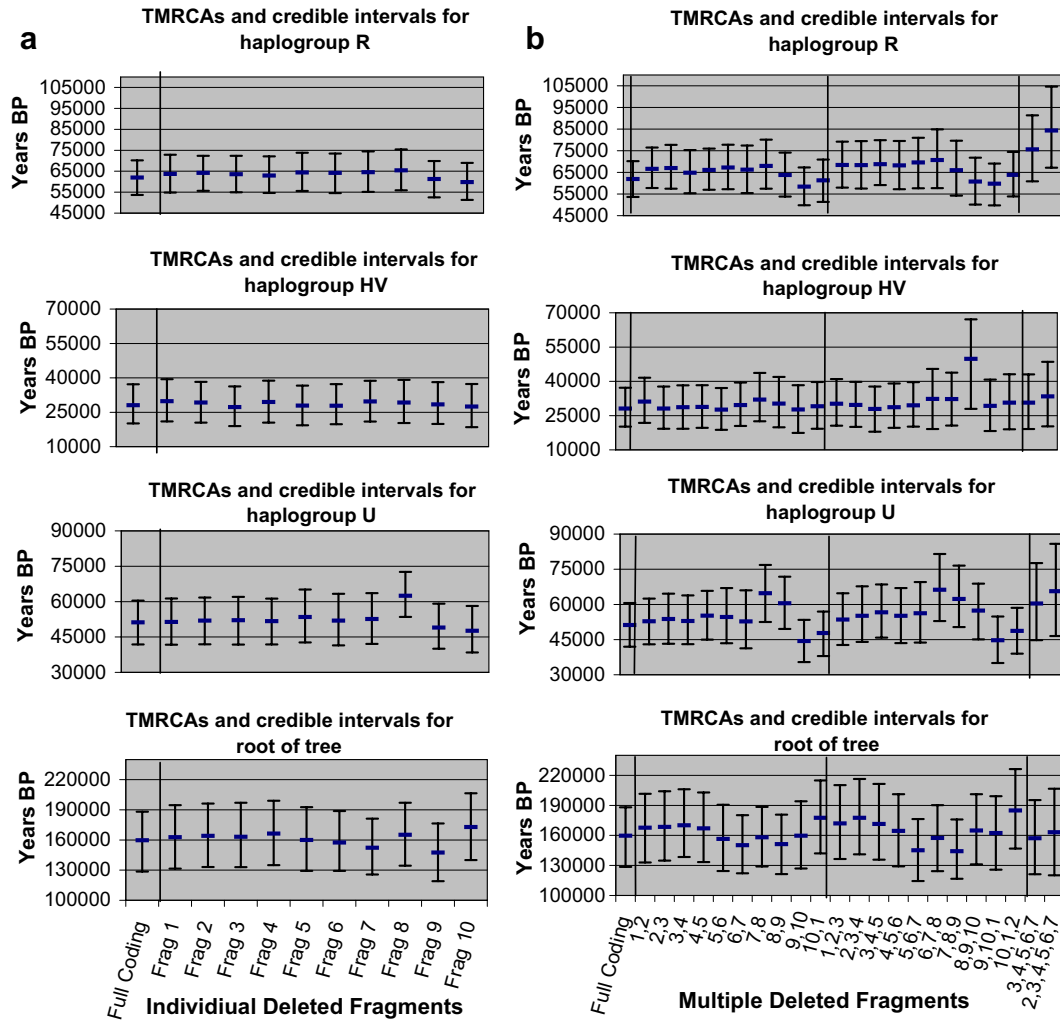 a
TMRCAs and credible intervals for
haplogroup R
Years BP
105000
95000
85000
75000
65000
55000
45000
TMRCAs and credible intervals for
haplogroup HV
Years BP
70000
55000
40000
25000
10000
TMRCAs and credible intervals for
haplogroup U
Years BP
90000
75000
60000
45000
30000
TMRCAs and credible intervals for
root of tree
Years BP
220000
190000
160000
130000
100000
Full Coding
Frag 1
Frag 2
Frag 3
Frag 4
Frag 5
Frag 6
Frag 7
Frag 8
Frag 9
Frag 10
Individiual Deleted Fragments
b
TMRCAs and credible intervals for
haplogroup R
Years BP
105000
95000
85000
75000
65000
55000
45000
TMRCAs and credible intervals for
haplogroup HV
Years BP
70000
55000
40000
25000
10000
TMRCAs and credible intervals for
haplogroup U
Years BP
90000
75000
60000
45000
30000
TMRCAs and credible intervals for
root of tree
Years BP
220000
190000
160000
130000
100000
Full Coding
1,2
2,3
3,4
4,5
5,6
6,7
7,8
8,9
9,10
10,1
1,2,3
2,3,4
3,4,5
4,5,6
5,6,7
6,7,8
7,8,9
8,9,10
9,10,1
10,1,2
3,4,5,6,7
2,3,4,5,6,7
Multiple Deleted Fragments